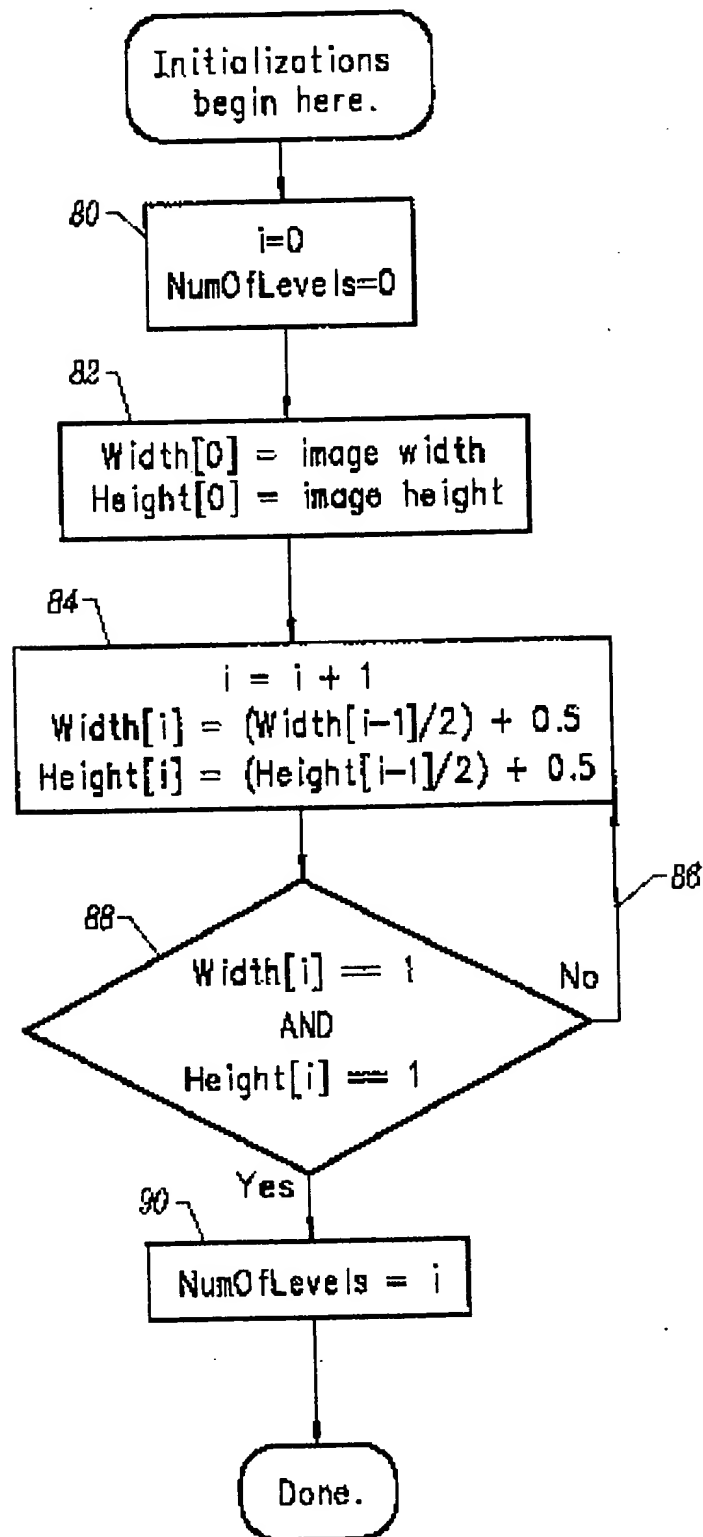 Initializations
begin here.
80
i=0
NumOfLevels=0
82
Width[0] = image width
Height[0] = image height
84
i = i + 1
Width[i] = (Width[i-1]/2) + 0.5
Height[i] = (Height[i-1]/2) + 0.5
86
88
Width[i] == 1
AND
Height[i] == 1
No
Yes
90
NumOfLevels = i
Done.